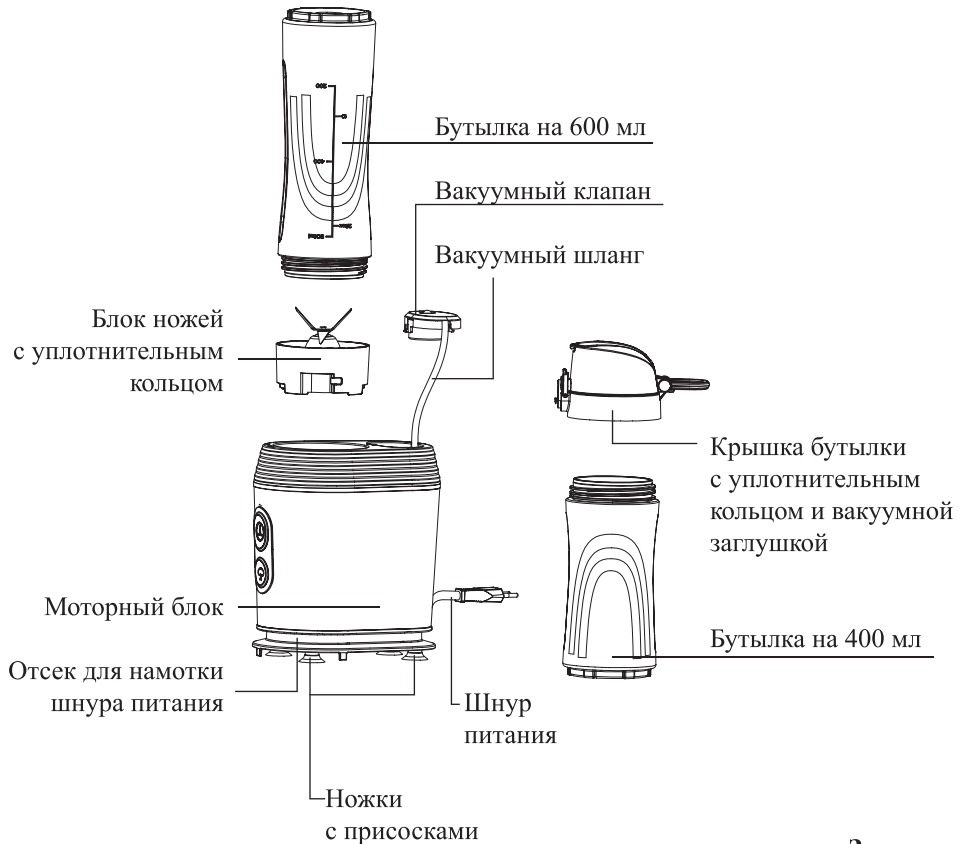 Бутылка на 600 мл
Вакуумный клапан
Вакуумный шланг
Блок ножей
с уплотнительным
кольцом
Крышка бутылки
с уплотнительным
кольцом и вакуумной
заглушкой
Моторный блок
Бутылка на 400 мл
Отсек для намотки
шнура питания
Шнур
питания
Ножки
с присосками